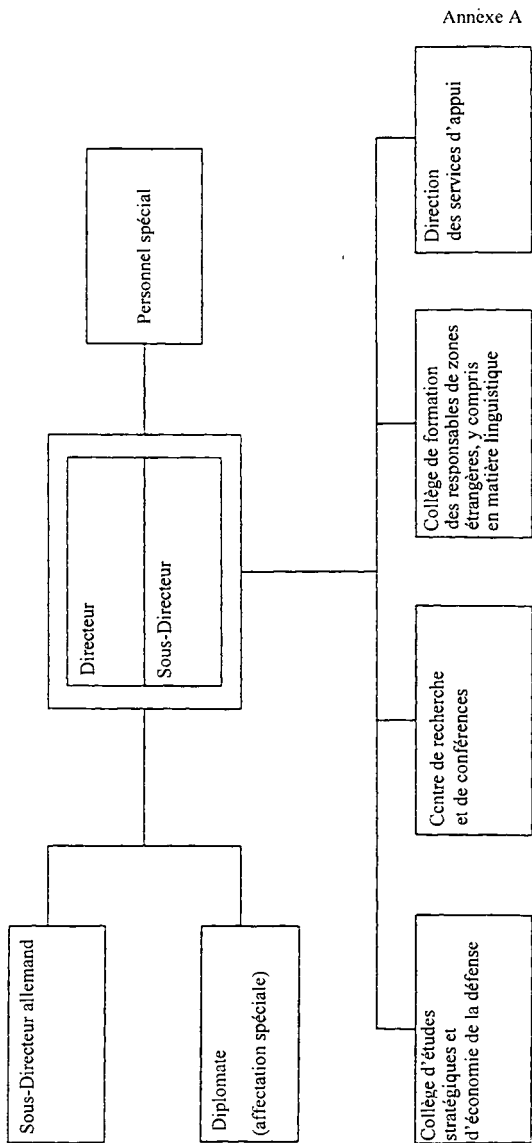 Annexe A
Sous-Directeur allemand
Diplomate
(affectation spéciale)
Directeur
Sous-Directeur
Personnel spécial
Collège d'études
stratégiques et
d'économie de la défense
Centre de recherche
et de conférences
Collège de formation
des responsables de zones
étrangères, y compris
en matière linguistique
Direction
des services d'appui